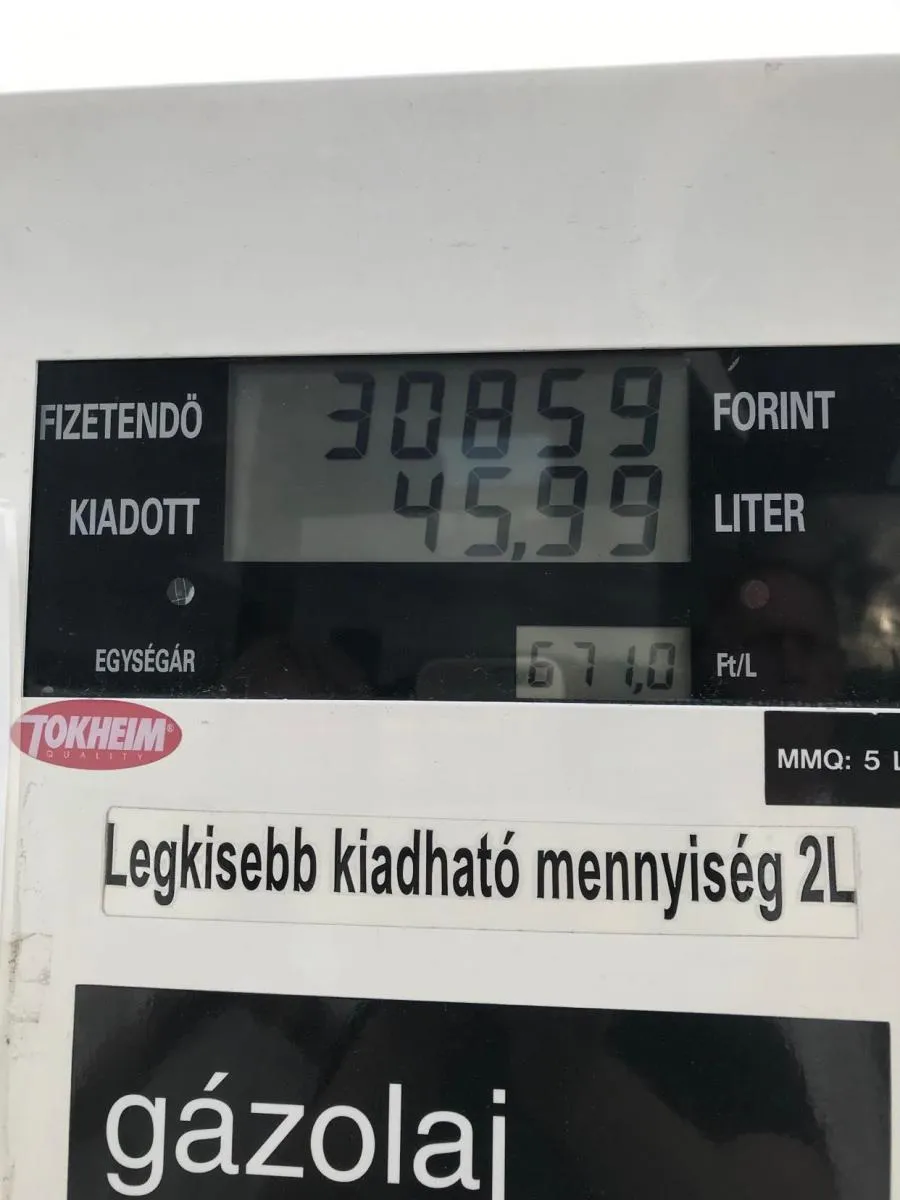 FIZETENDÖ 30859 FORINT
KIADOTT 45,99 LITER
EGYSÉGÁR 671,0 Ft/L
TOKHEIM®
QUALITY
MMQ: 5 L
Legkisebb kiadható mennyiség 2L
gázolaj